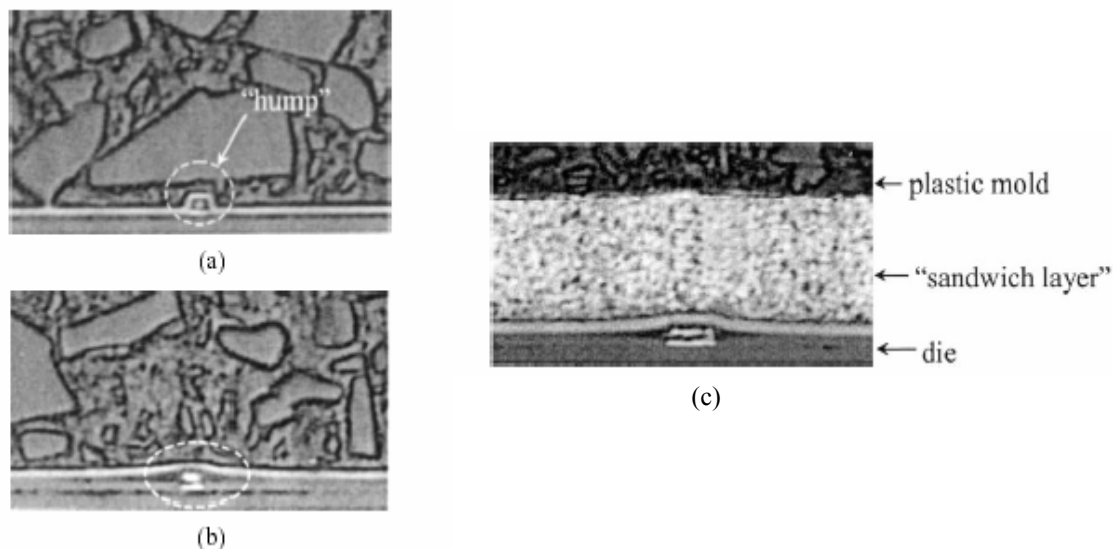 “hump”
(a)
(b)
plastic mold
“sandwich layer”
die
(c)